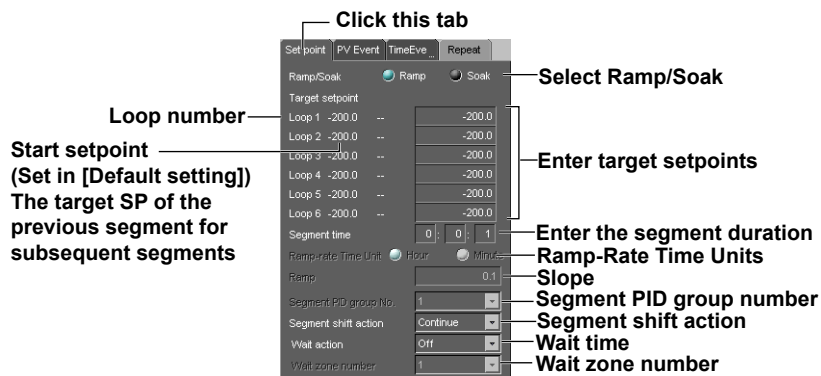 Click this tab
Setpoint PV Event TimeEve... Repeat
Ramp/Soak Ramp Soak
Select Ramp/Soak
Target setpoint
Loop number
Loop 1 -200.0 -- -200.0
Loop 2 -200.0 -- -200.0
Loop 3 -200.0 -- -200.0
Loop 4 -200.0 -- -200.0
Loop 5 -200.0 -- -200.0
Loop 6 -200.0 -- -200.0
Start setpoint
(Set in [Default setting])
The target SP of the
previous segment for
subsequent segments
Enter target setpoints
Segment time 0 : 0 : 1
Enter the segment duration
Ramp-rate Time Unit Hour Minut
Ramp-Rate Time Units
Ramp 0.1
Slope
Segment PID group No. 1
Segment PID group number
Segment shift action Continue
Segment shift action
Wait action Off
Wait time
Wait zone number 1
Wait zone number